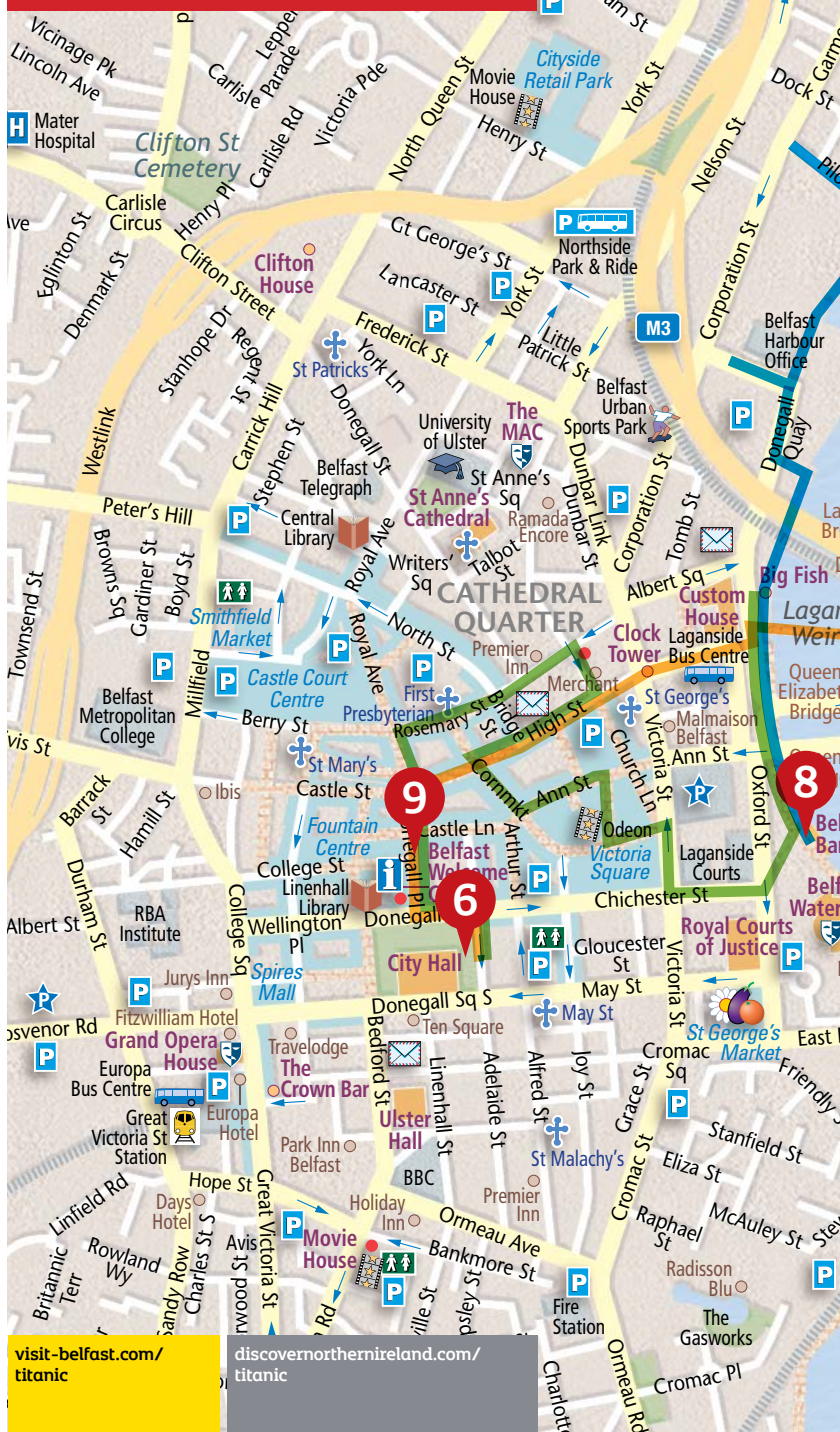 P
am St
Vicinage Pk
Lincoln Ave
Carlisle
Parade
Victoria Pde
North Queen St
Movie
House
Cityside
Retail Park
York St
Dock St
H
Mater
Hospital
Clifton St
Cemetery
Carlisle Rd
Henry St
Nelson St
Carlisle
Circus
Henry Pl
Eglinton St
Denmark St
Clifton Street
Clifton
House
Gt George's St
P
Northside
Park & Ride
Corporation St
Lancaster St
P
York St
P
Little
Patrick St
M3
Belfast
Harbour
Office
Stanhope Dr
Regent St
Frederick St
St Patricks
York Ln
Westlink
Carrick Hill
Donegall St
University
of Ulster
The
MAC
Belfast
Urban
Sports Park
P
Donegall
Quay
Stephen St
Belfast
Telegraph
St Anne's
Sq
St Anne's
Cathedral
Ramada
Encore
Dunbar Link
Dunbar St
P
Corporation St
Tomb St
Peter's Hill
P
Central
Library
Royal Ave
Writers'
Sq
Talbot
St
Albert Sq
Big Fish
Browns Sq
Gardiner St
Boyd St
Townsend St
Smithfield
Market
CATHEDRAL
QUARTER
Custom
House
Lagan
Weir
Royal Ave
North St
P
P
Premier
Inn
Clock
Tower
Laganside
Bus Centre
P
P
Millfield
Castle Court
Centre
First
Presbyterian
Merchant
St George's
Queen
Elizabeth
Bridge
Belfast
Metropolitan
College
Berry St
Rosemary St
Bridge
St
High St
P
Malmaison
Belfast
St Mary's
Church Ln
Victoria St
Ann St
Ibis
Castle St
Cornmkt
Ann St
Oxford St
8
9
Barrack
St
Hamill St
Fountain
Centre
Castle Ln
Arthur St
Odeon
Victoria
Square
Laganside
Courts
Durham St
College St
Linenhall
Library
Belfast
Welcome
6
P
Chichester St
Albert St
RBA
Institute
College Sq
Wellington
Pl
Donegall
City Hall
P
Gloucester
St
Victoria St
Royal Courts
of Justice
P
P
Jurys Inn
P
Spires
Mall
Donegall Sq S
May St
May St
Fitzwilliam Hotel
P
Grand Opera
House
Travelodge
Bedford St
Ten Square
St George's
Market
Cromac
Sq
Europa
Bus Centre
P
The
Crown Bar
Linenhall St
Adelaide St
Alfred St
Joy St
Grace St
P
Friendly St
Great
Victoria St
Station
Europa
Hotel
Ulster
Hall
Stanfield St
Park Inn
Belfast
St Malachy's
Cromac St
Eliza St
BBC
Linfield Rd
Hope St
Days
Hotel
Great Victoria St
P
Holiday
Inn
Premier
Inn
McAuley St
Raphael
St
Movie
House
Ormeau Ave
Bankmore St
Britannic
Terr
Rowland
Wy
Sandy Row
Charles St S
Avis
P
P
Fire
Station
Radisson
Blu
P
The
Gasworks
Ormeau Rd
Cromac Pl
visit-belfast.com/
titanic
discovernorthernireland.com/
titanic